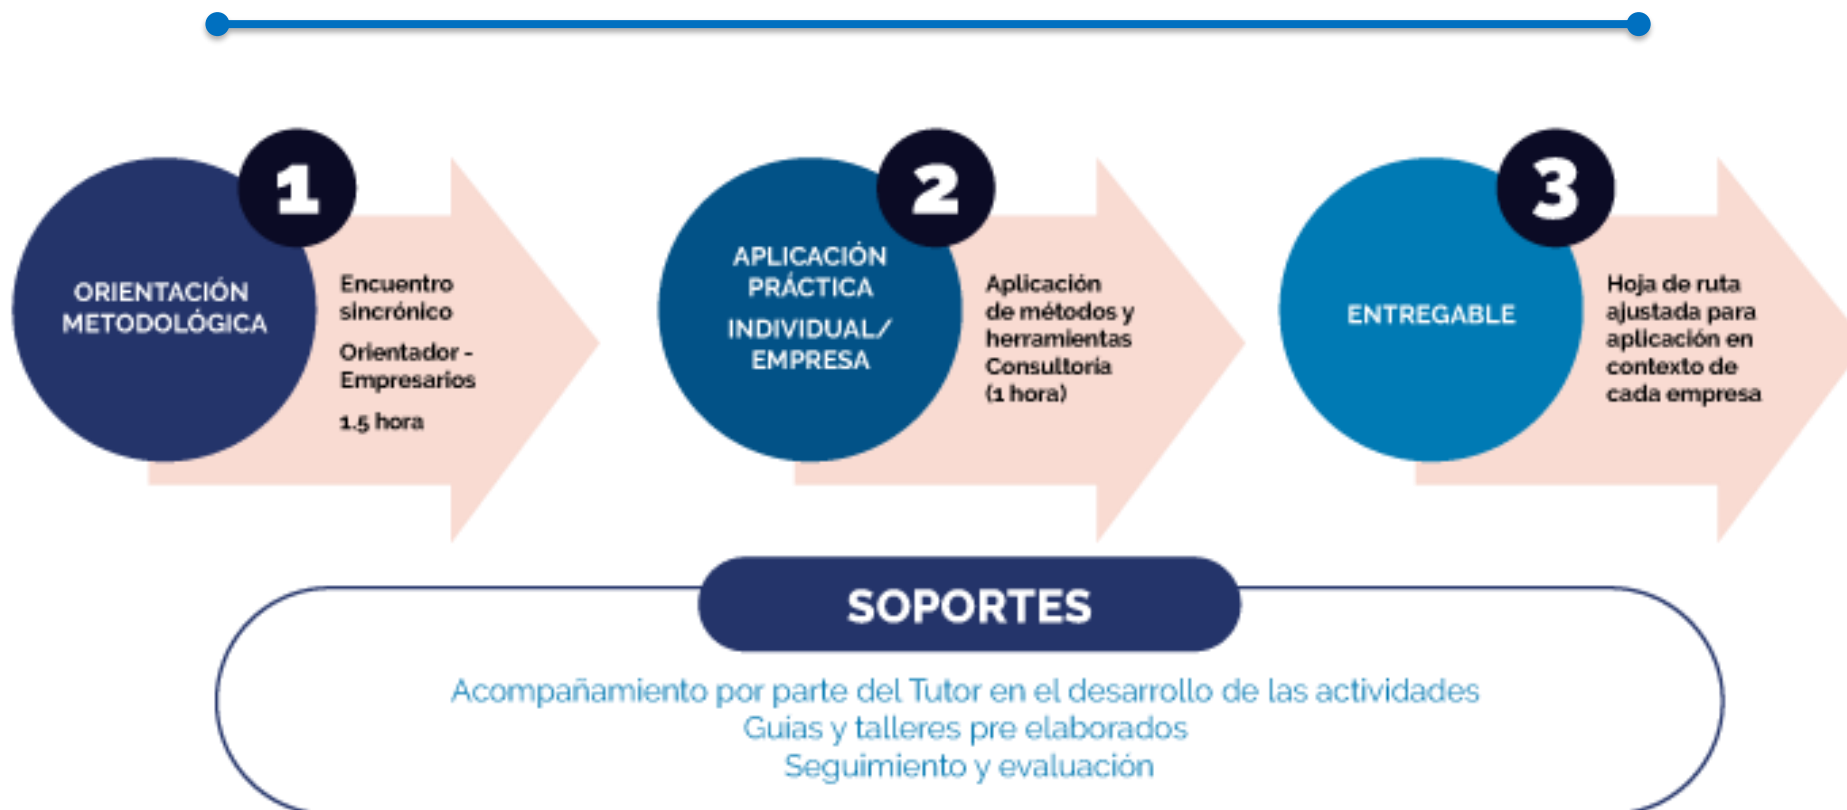 1
ORIENTACIÓN
METODOLÓGICA
Encuentro
sincrónico
Orientador -
Empresarios
1.5 hora
2
APLICACIÓN
PRÁCTICA
INDIVIDUAL/
EMPRESA
Aplicación
de métodos y
herramientas
Consultoría
(1 hora)
3
ENTREGABLE
Hoja de ruta
ajustada para
aplicación en
contexto de
cada empresa
SOPORTES
Acompañamiento por parte del Tutor en el desarrollo de las actividades
Guias y talleres pre elaborados
Seguimiento y evaluación